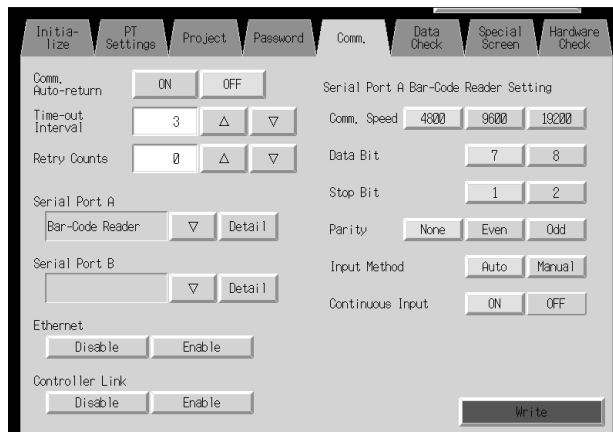 Initia-
lize
PT
Settings
Project
Password
Comm.
Data
Check
Special
Screen
Hardware
Check
Comm.
Auto-return
ON OFF
Time-out
Interval
3 △ ▽
Retry Counts 0 △ ▽
Serial Port A
Bar-Code Reader ▽ Detail
Serial Port B
▽ Detail
Ethernet
Disable Enable
Controller Link
Disable Enable
Serial Port A Bar-Code Reader Setting
Comm. Speed 4800 9600 19200
Data Bit 7 8
Stop Bit 1 2
Parity None Even Odd
Input Method Auto Manual
Continuous Input ON OFF
Write